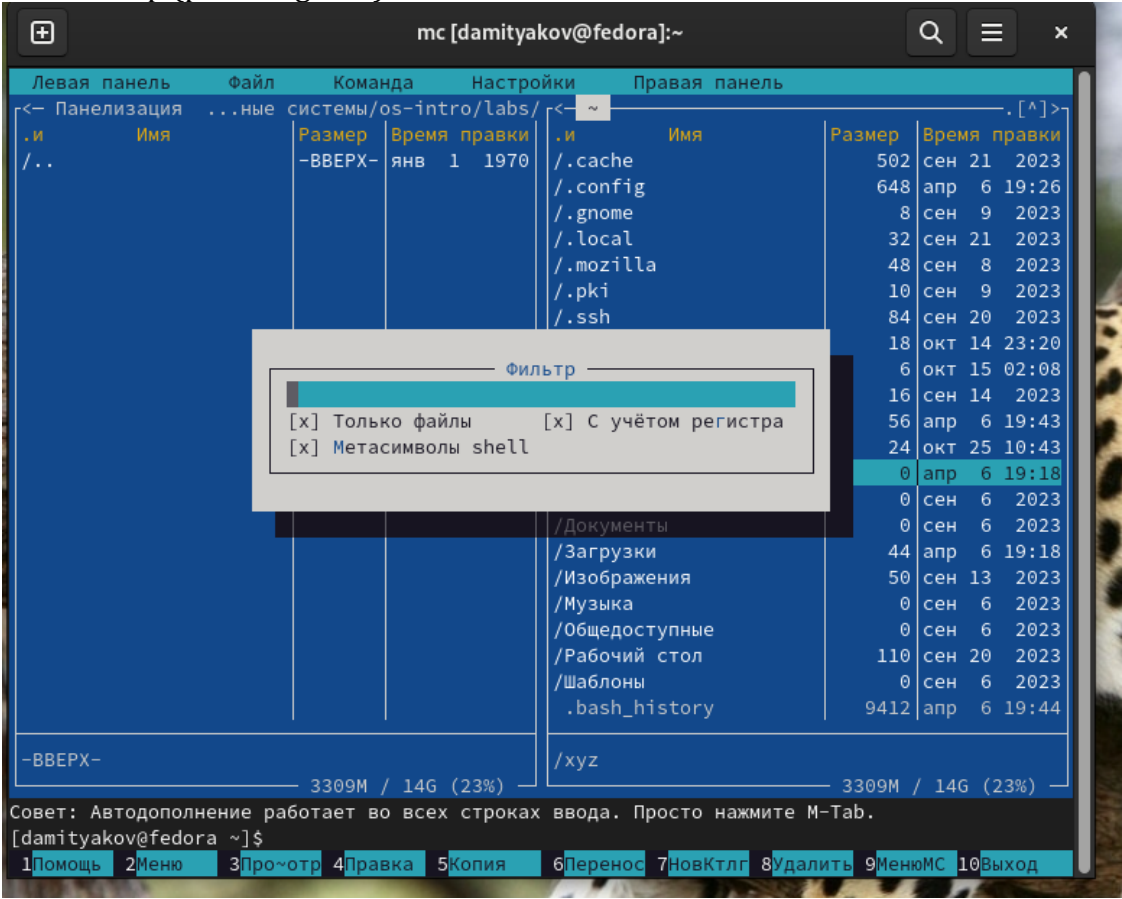 mc [damityakov@fedora]:~
Левая панель Файл Команда Настройки Правая панель
<— Панелизация ...ные системы/os-intro/labs/ <— ~ .[^]>
.и Имя Размер Время правки .и Имя Размер Время правки
/.. -ВВЕРХ- янв 1 1970 /.cache 502 сен 21 2023
/.config 648 апр 6 19:26
/.gnome 8 сен 9 2023
/.local 32 сен 21 2023
/.mozilla 48 сен 8 2023
/.pki 10 сен 9 2023
/.ssh 84 сен 20 2023
18 окт 14 23:20
Фильтр 6 окт 15 02:08
16 сен 14 2023
[x] Только файлы [x] С учётом регистра 56 апр 6 19:43
[x] Метасимволы shell 24 окт 25 10:43
0 апр 6 19:18
0 сен 6 2023
/Документы 0 сен 6 2023
/Загрузки 44 апр 6 19:18
/Изображения 50 сен 13 2023
/Музыка 0 сен 6 2023
/Общедоступные 0 сен 6 2023
/Рабочий стол 110 сен 20 2023
/Шаблоны 0 сен 6 2023
.bash_history 9412 апр 6 19:44
-ВВЕРХ- /xyz
3309M / 14G (23%) 3309M / 14G (23%)
Совет: Автодополнение работает во всех строках ввода. Просто нажмите M-Tab.
[damityakov@fedora ~]$
1Помощь 2Меню 3Про~отр 4Правка 5Копия 6Перенос 7НовКтлг 8Удалить 9МенюМС 10Выход